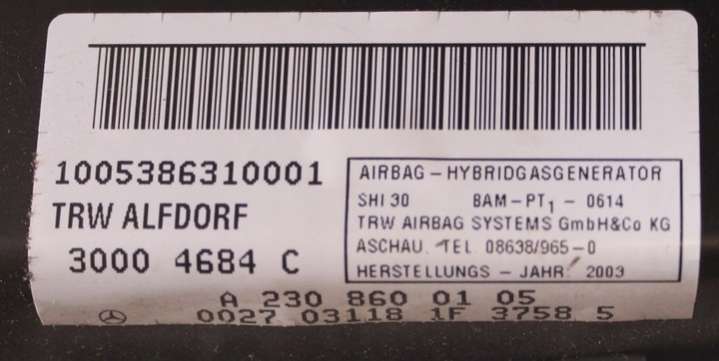 1005386310001
TRW ALFDORF
3000 4684 C
AIRBAG – HYBRIDGASGENERATOR
SHI 30 BAM – PT1 – 0614
TRW AIRBAG SYSTEMS GmbH&Co KG
ASCHAU. TEL 08638/965–0
HERSTELLUNGS – JAHR 2003
A 230 860 01 05
0027 03118 1F 3758 5